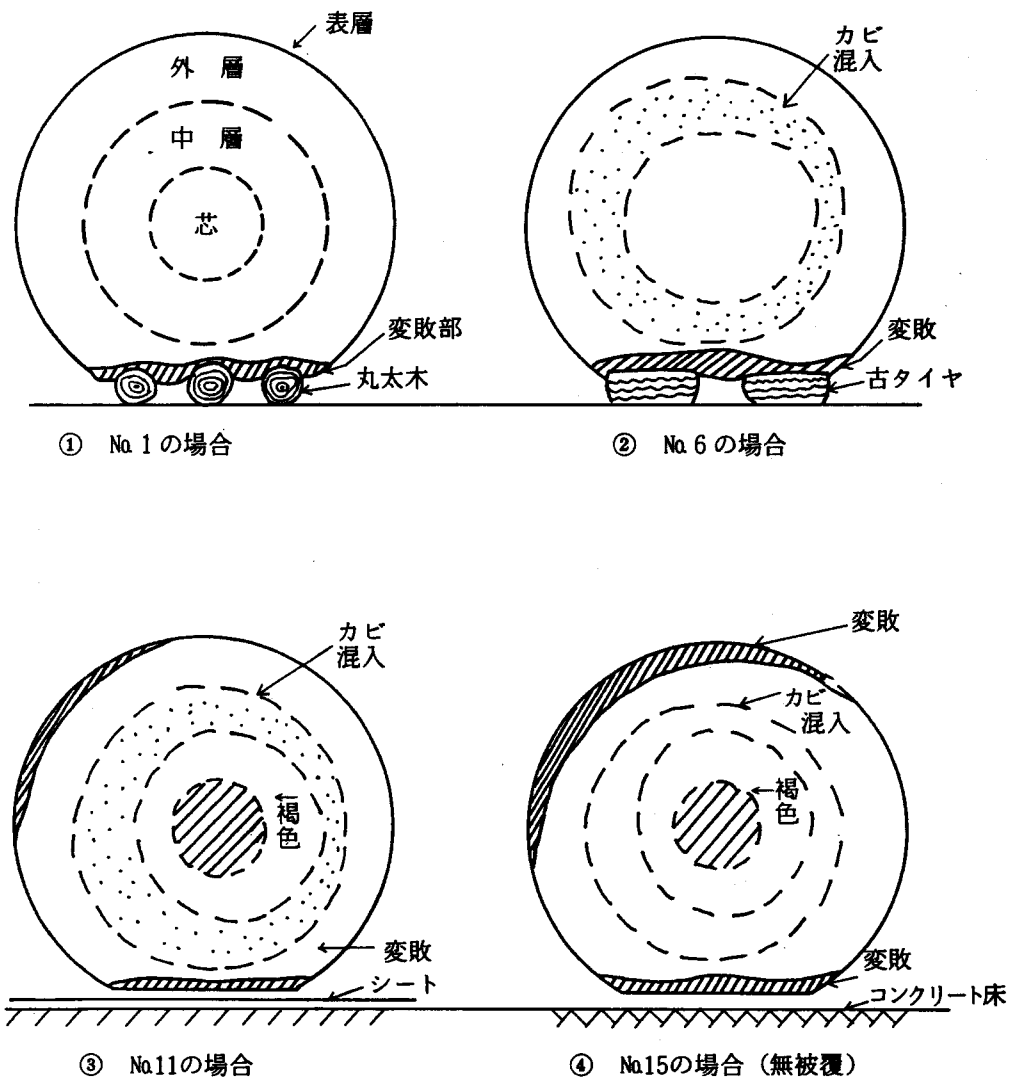 表層
外 層
中 層
芯
変敗部
丸太木
① No.1の場合
カビ
混入
変敗
古タイヤ
② No.6の場合
カビ
混入
褐色
変敗
シート
③ No.11の場合
変敗
カビ
混入
褐色
変敗
コンクリート床
④ No.15の場合（無被覆）